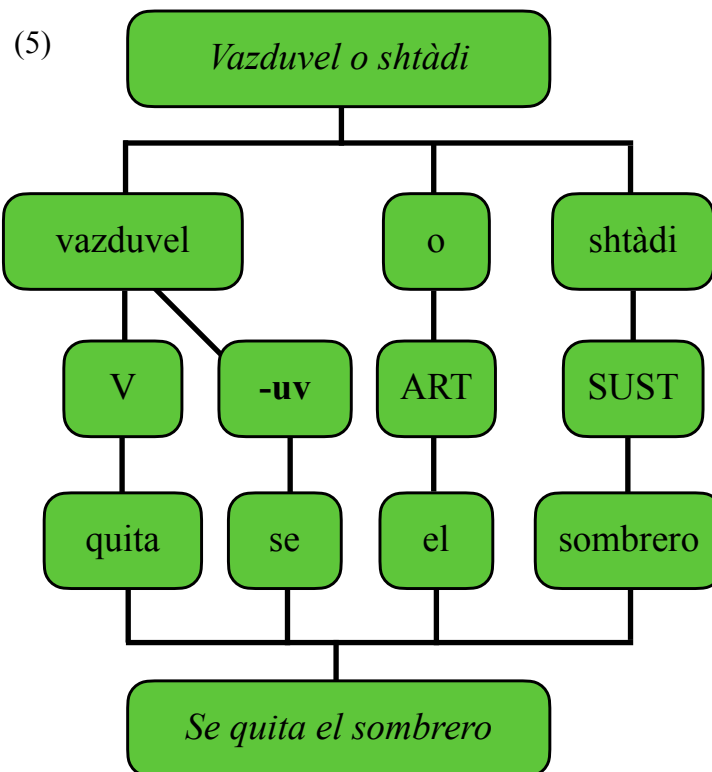 (5)
Vazduvel o shtàdi
vazduvel o shtàdi
V -uv ART SUST
quita se el sombrero
Se quita el sombrero